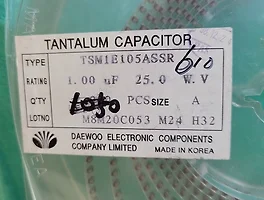 TANTALUM CAPACITOR
TYPE TSM1E105ASSR
610
RATING 1.00 uF 25.0 W.V
Q'TY PCS SIZE A
LOTNO M8M20C053 M24 H32
DAEWOO ELECTRONIC COMPONENTS
COMPANY LIMITED MADE IN KOREA